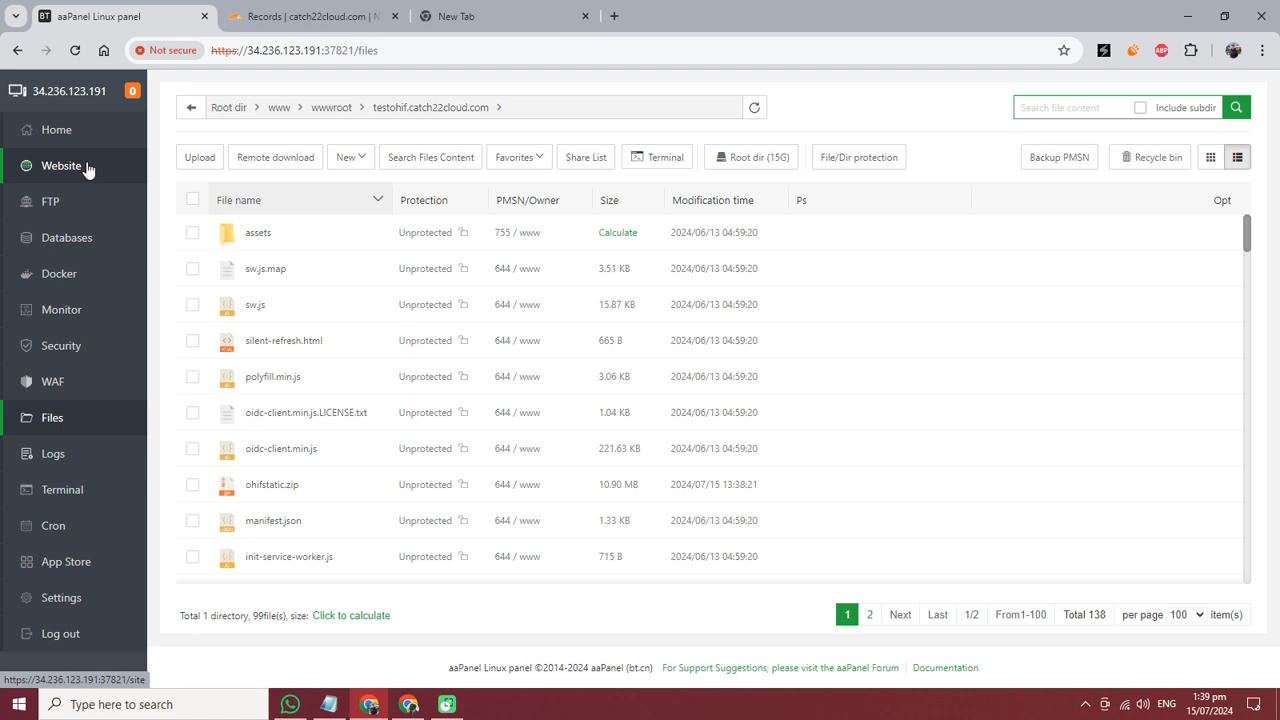 aaPanel Linux panel
Records | catch22cloud.com | N
New Tab
Not secure
https://34.236.123.191:37821/files
34.236.123.191
0
Home
Website
FTP
Databases
Docker
Monitor
Security
WAF
Files
Logs
Terminal
Cron
App Store
Settings
Log out
Root dir > www > wwwroot > testohif.catch22cloud.com >
Search file content
Include subdir
Upload
Remote download
New
Search Files Content
Favorites
Share List
Terminal
Root dir (15G)
File/Dir protection
Backup PMSN
Recycle bin
File name Protection PMSN/Owner Size Modification time Ps Opt
assets Unprotected 755 / www Calculate 2024/06/13 04:59:20
sw.js.map Unprotected 644 / www 3.51 KB 2024/06/13 04:59:20
sw.js Unprotected 644 / www 15.87 KB 2024/06/13 04:59:20
silent-refresh.html Unprotected 644 / www 665 B 2024/06/13 04:59:20
polyfill.min.js Unprotected 644 / www 3.06 KB 2024/06/13 04:59:20
oidc-client.min.js.LICENSE.txt Unprotected 644 / www 1.04 KB 2024/06/13 04:59:20
oidc-client.min.js Unprotected 644 / www 221.63 KB 2024/06/13 04:59:20
ohifstatic.zip Unprotected 644 / www 10.90 MB 2024/07/15 13:38:21
manifest.json Unprotected 644 / www 1.33 KB 2024/06/13 04:59:20
init-service-worker.js Unprotected 644 / www 715 B 2024/06/13 04:59:20
Total 1 directory, 99file(s), size: Click to calculate
1 2 Next Last 1/2 From1-100 Total 138 per page 100 item(s)
aaPanel Linux panel ©2014-2024 aaPanel (bt.cn) For Support Suggestions, please visit the aaPanel Forum Documentation
https://34.236.123.191:37821/site
Type here to search
ENG
1:39 pm
15/07/2024